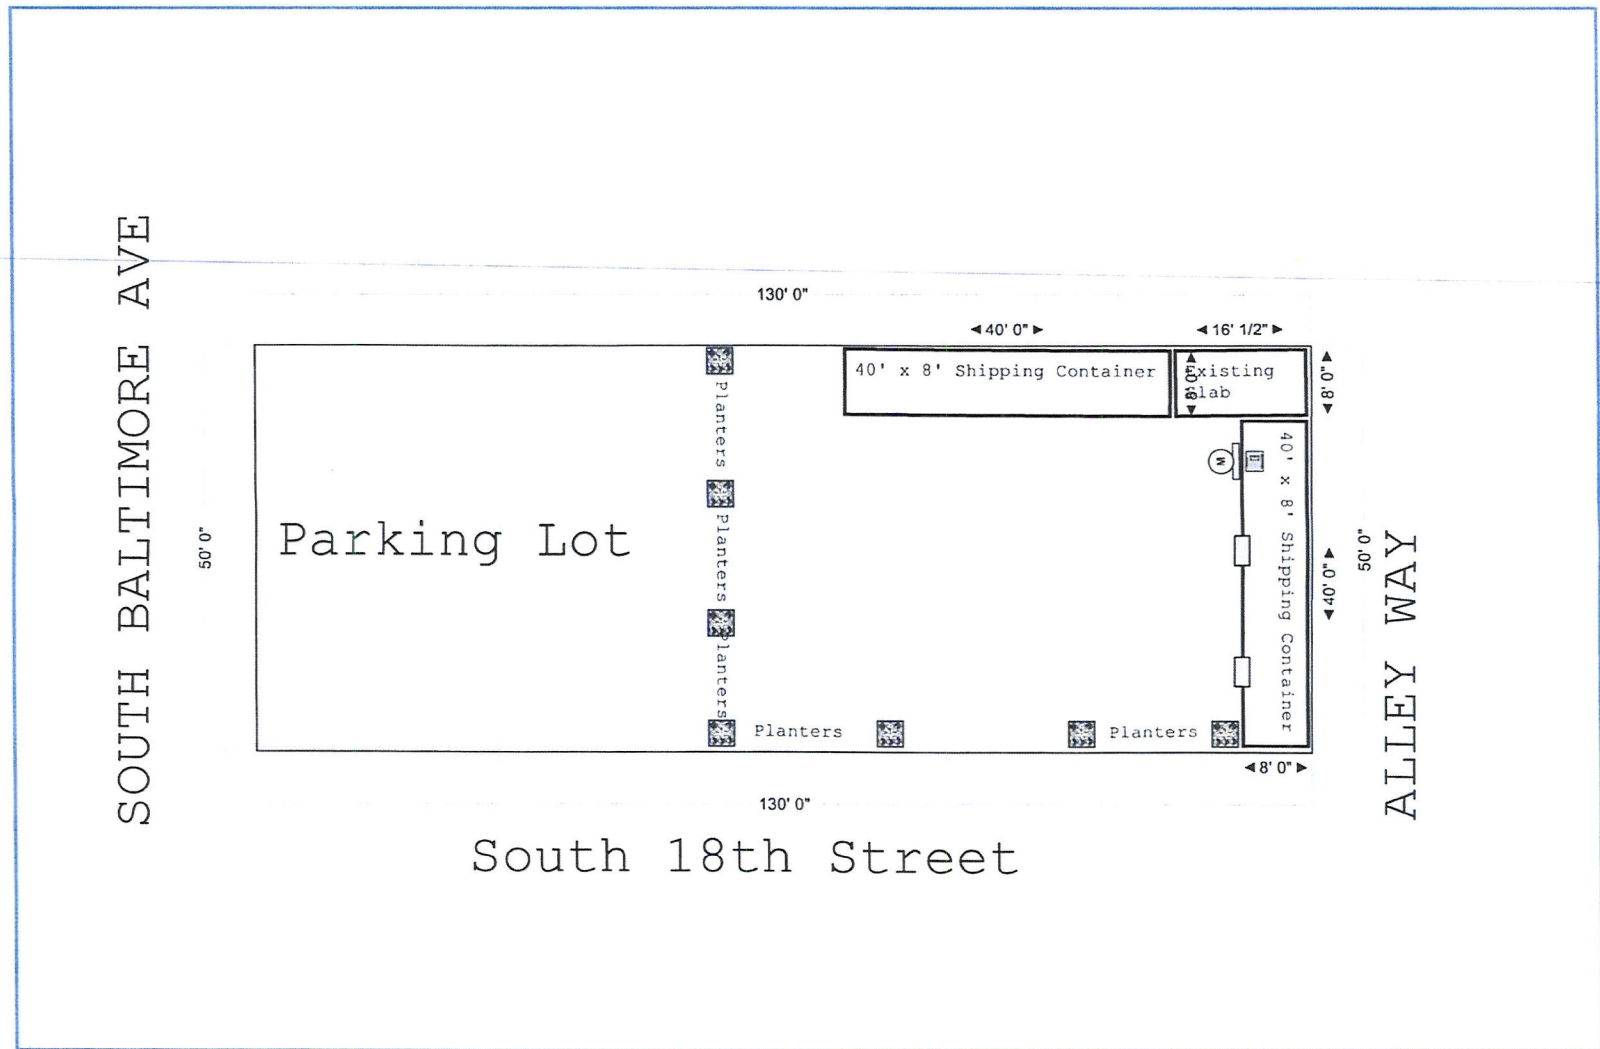 SOUTH BALTIMORE AVE
130' 0"
40' 0"
16' 1/2"
40' x 8' Shipping Container
8' 0"
Existing
Slab
8' 0"
Planters
M
40' x 8' Shipping Container
50' 0"
Parking Lot
Planters
40' 0"
50' 0"
ALLEY WAY
Planters
Planters
Planters
8' 0"
130' 0"
South 18th Street